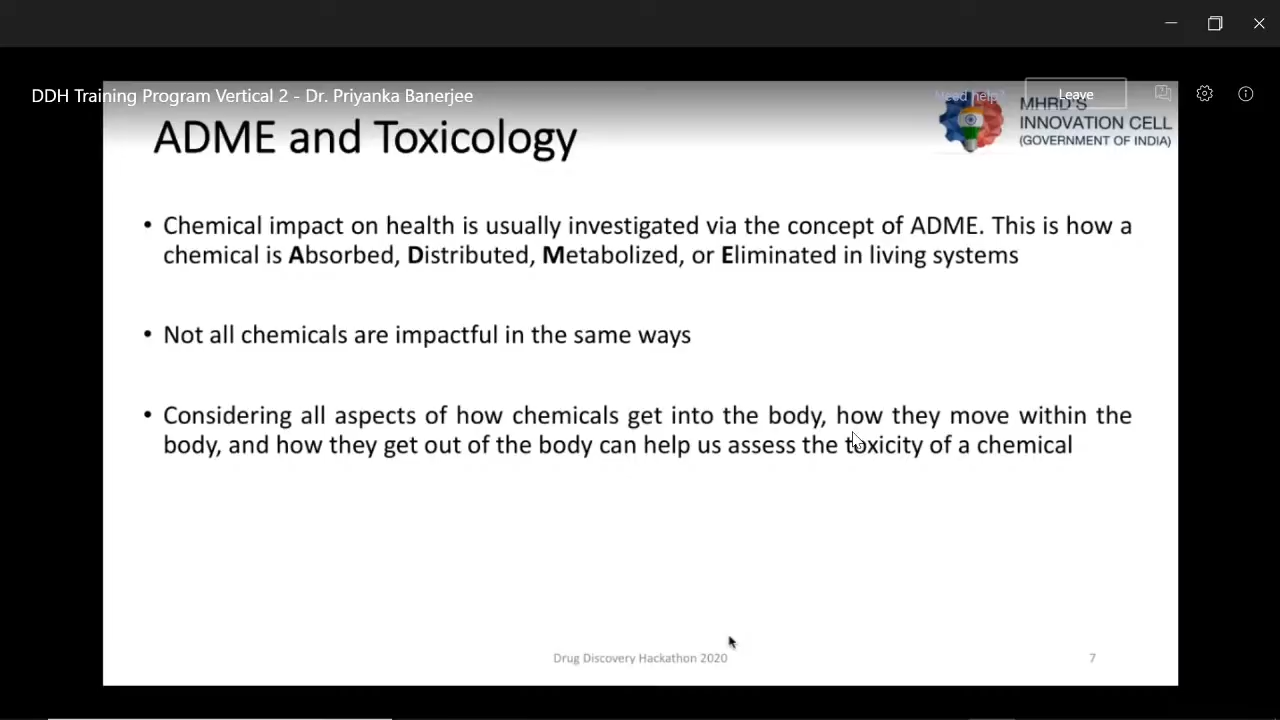 DDH Training Program Vertical 2 - Dr. Priyanka Banerjee
Need help?
Leave
MHRD'S
INNOVATION CELL
(GOVERNMENT OF INDIA)
ADME and Toxicology
• Chemical impact on health is usually investigated via the concept of ADME. This is how a
chemical is Absorbed, Distributed, Metabolized, or Eliminated in living systems
• Not all chemicals are impactful in the same ways
• Considering all aspects of how chemicals get into the body, how they move within the
body, and how they get out of the body can help us assess the toxicity of a chemical
Drug Discovery Hackathon 2020
7